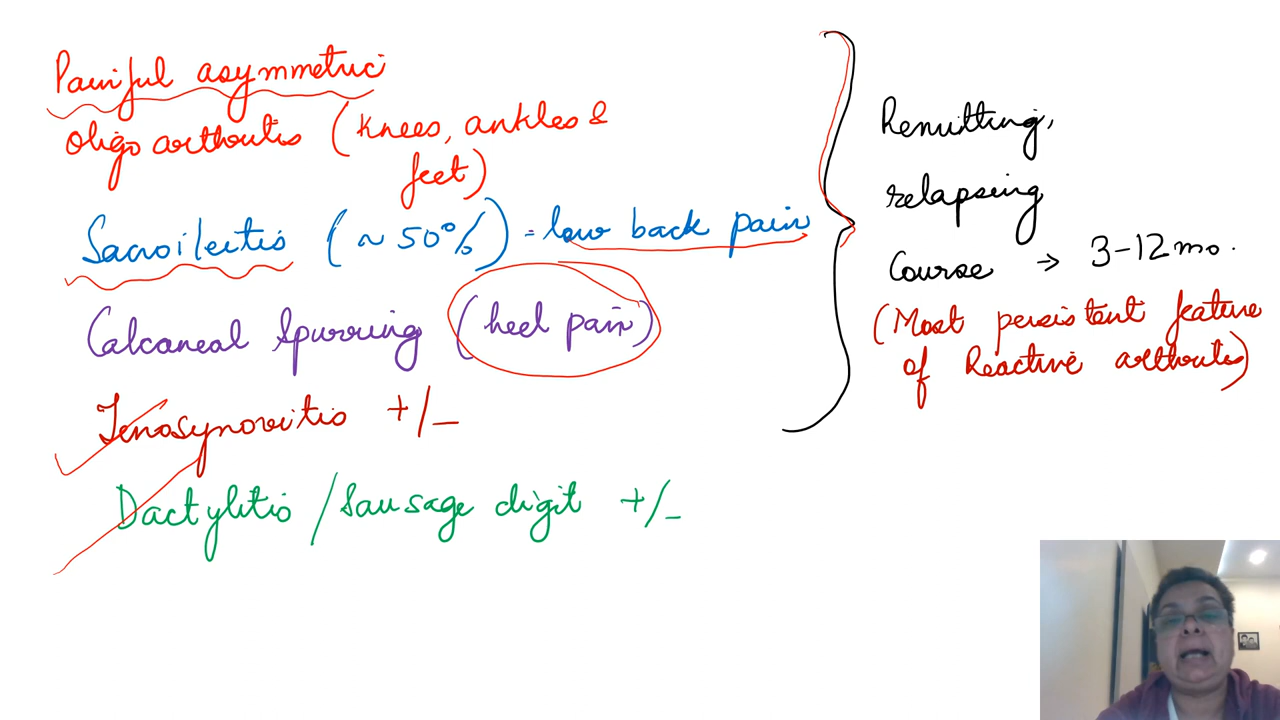 Painful asymmetric
Oligo arthritis (Knees, ankles &
feet)
Sacroileitis (~ 50%) = low back pain
Calcaneal Spurring (heel pain)
Tenosynovitis +/-
Dactylitis / Sausage digit +/-
Remitting,
relapsing
Course → 3-12 mo.
(Most persistent feature
of Reactive arthritis)